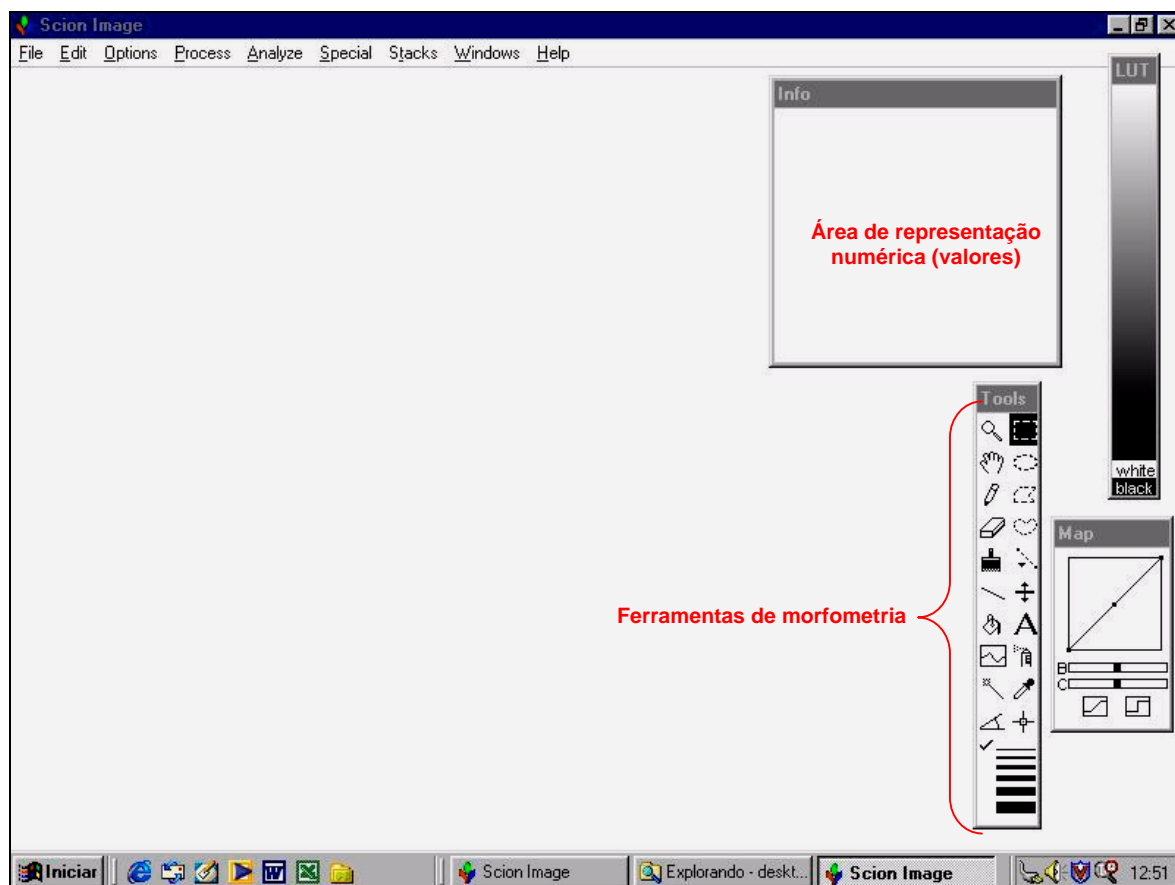 Scion Image
File Edit Options Process Analyze Special Stacks Windows Help
LUT
Info
Área de representação
numérica (valores)
white
black
Tools
Map
Ferramentas de morfometria
A
B
C
Iniciar
Scion Image
Explorando - deskt...
Scion Image
12:51